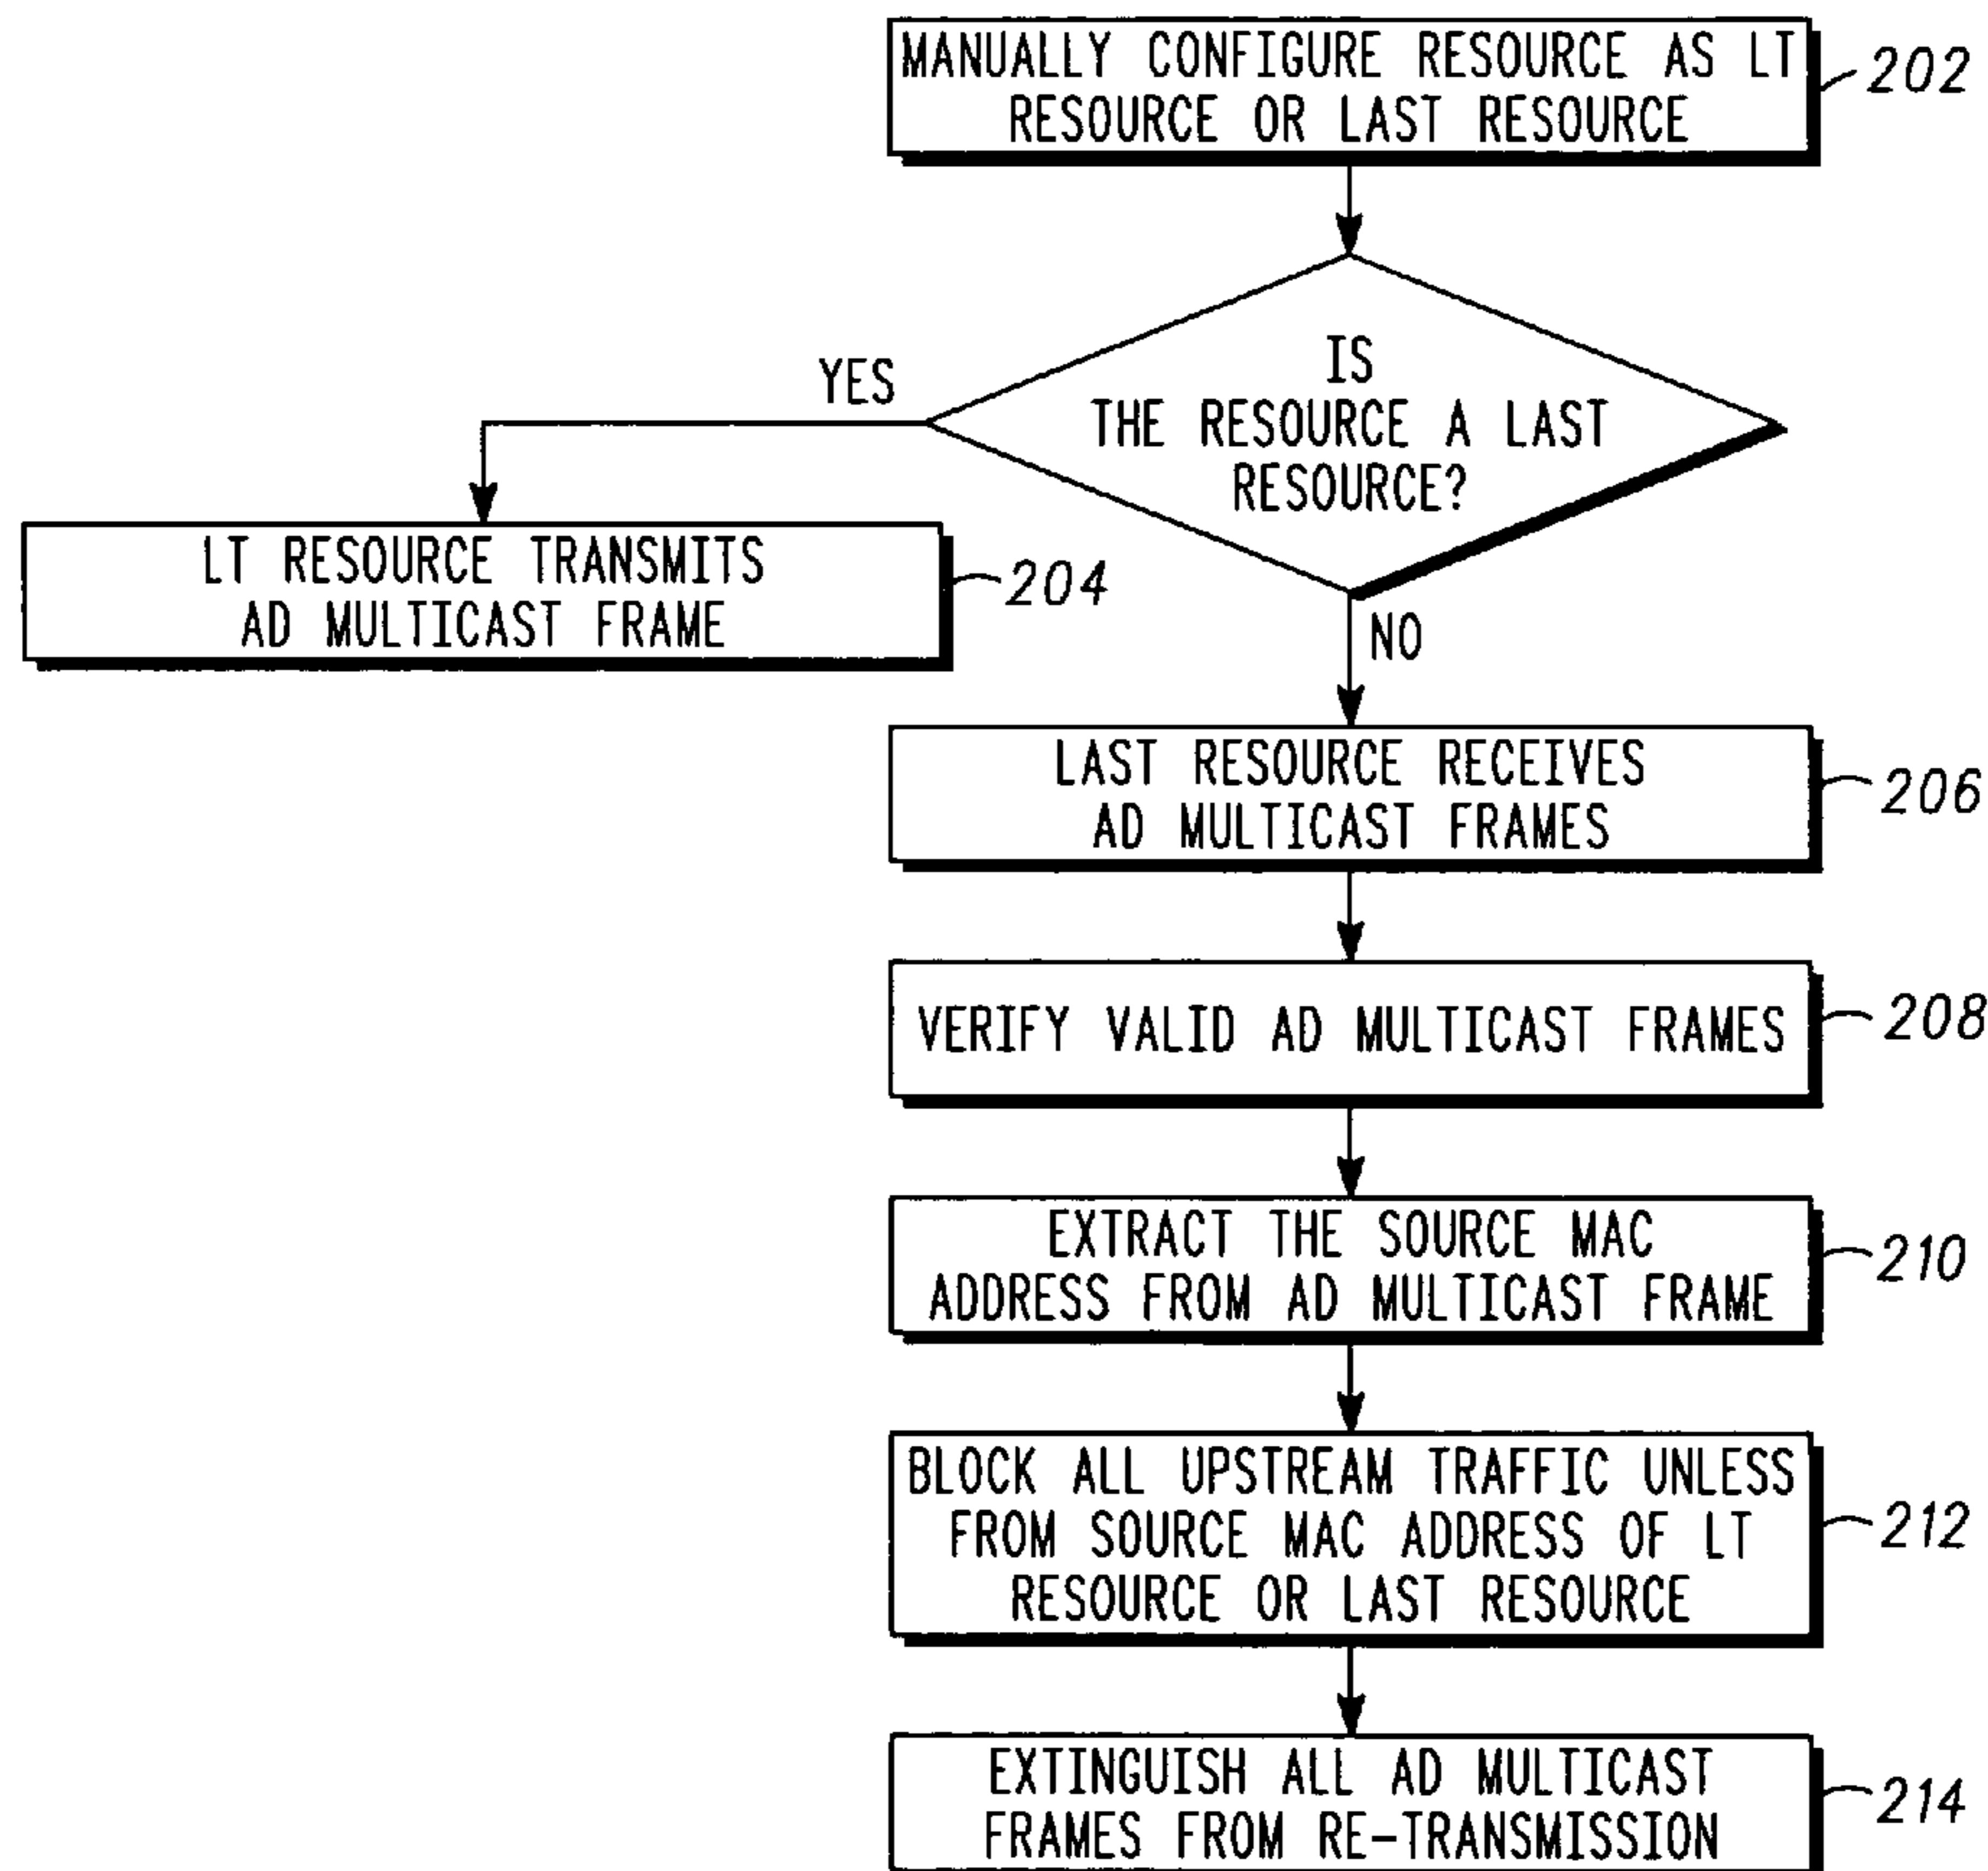 MANUALLY CONFIGURE RESOURCE AS LT
RESOURCE OR LAST RESOURCE
202
IS
THE RESOURCE A LAST
RESOURCE?
YES
LT RESOURCE TRANSMITS
AD MULTICAST FRAME
204
NO
LAST RESOURCE RECEIVES
AD MULTICAST FRAMES
206
VERIFY VALID AD MULTICAST FRAMES
208
EXTRACT THE SOURCE MAC
ADDRESS FROM AD MULTICAST FRAME
210
BLOCK ALL UPSTREAM TRAFFIC UNLESS
FROM SOURCE MAC ADDRESS OF LT
RESOURCE OR LAST RESOURCE
212
EXTINGUISH ALL AD MULTICAST
FRAMES FROM RE-TRANSMISSION
214